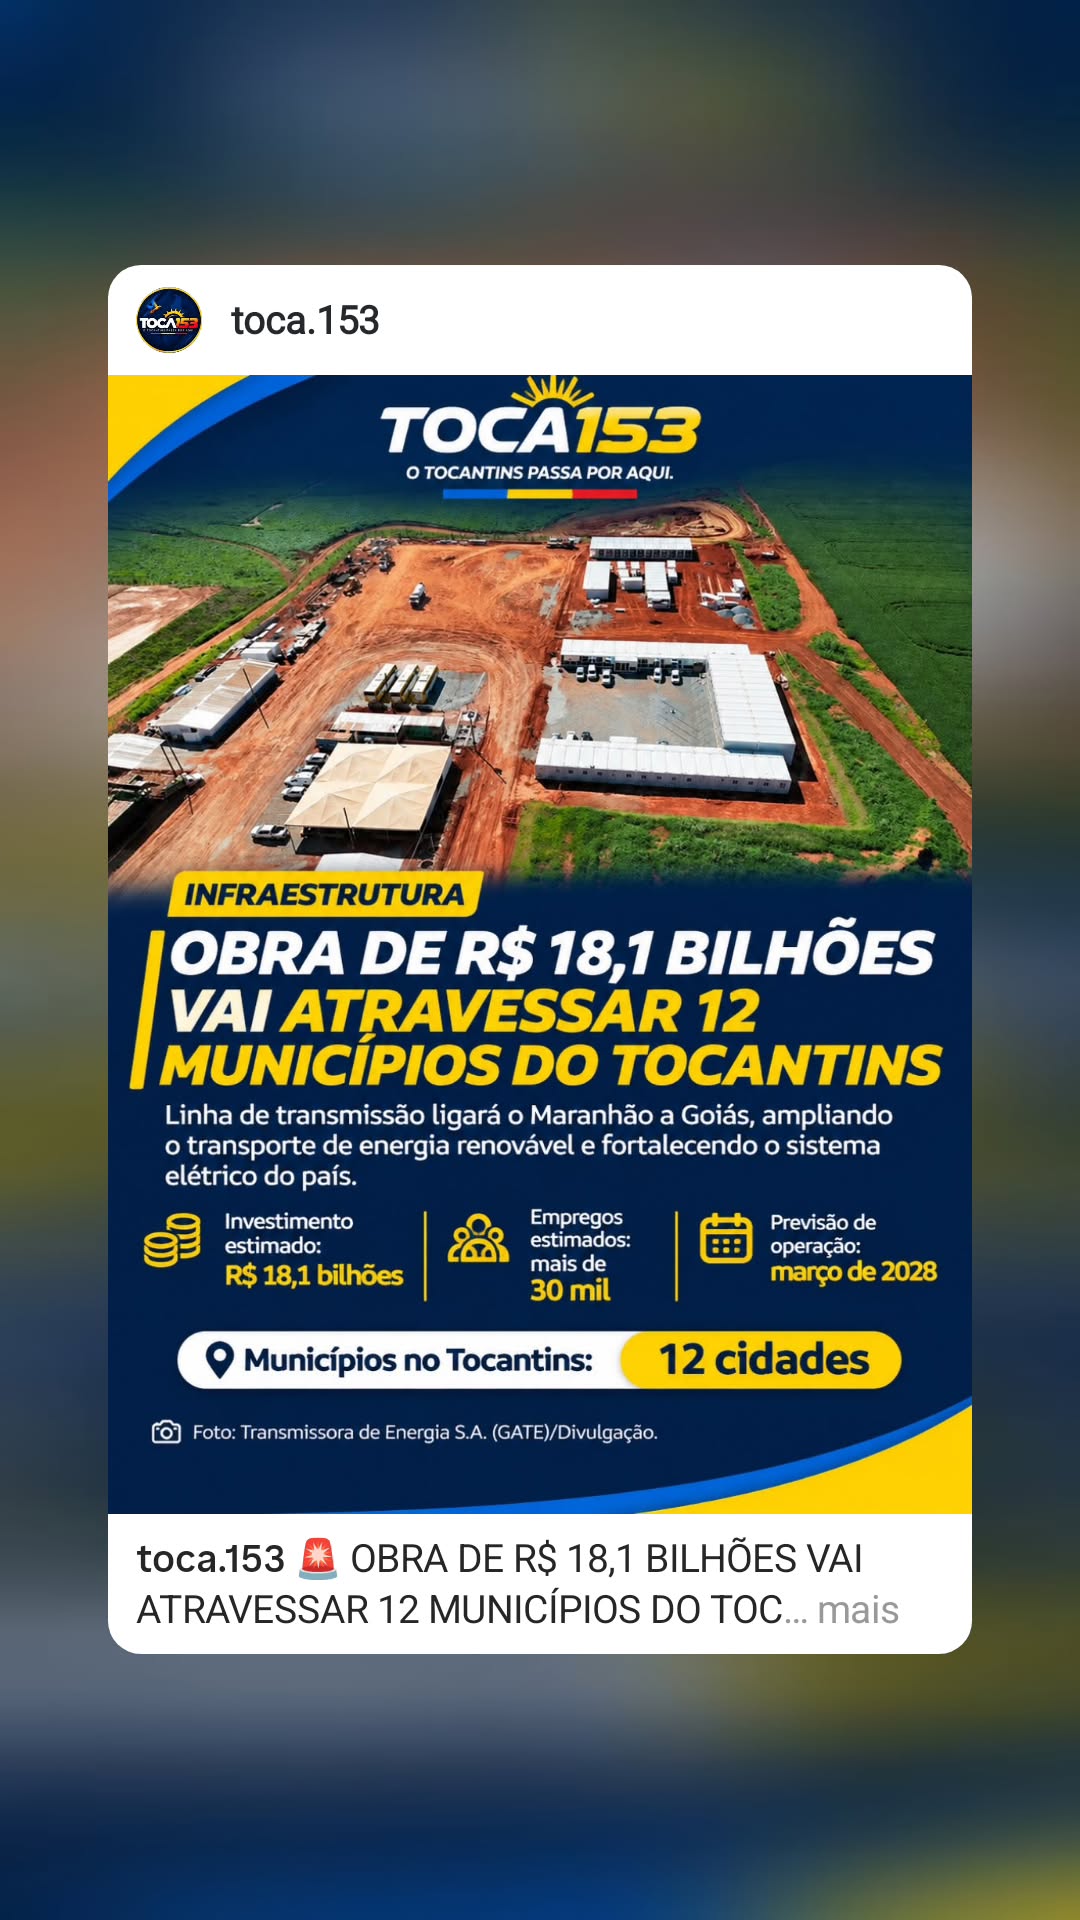 TOCA153
toca.153
TOCA153
O TOCANTINS PASSA POR AQUI.
INFRAESTRUTURA
OBRA DE R$ 18,1 BILHÕES
VAI ATRAVESSAR 12
MUNICÍPIOS DO TOCANTINS
Linha de transmissão ligará o Maranhão a Goiás, ampliando
o transporte de energia renovável e fortalecendo o sistema
elétrico do país.
Investimento
estimado:
R$ 18,1 bilhões
Empregos
estimados:
mais de
30 mil
Previsão de
operação:
março de 2028
Municípios no Tocantins: 12 cidades
Foto: Transmissora de Energia S.A. (GATE)/Divulgação.
toca.153 🚨 OBRA DE R$ 18,1 BILHÕES VAI
ATRAVESSAR 12 MUNICÍPIOS DO TOC... mais